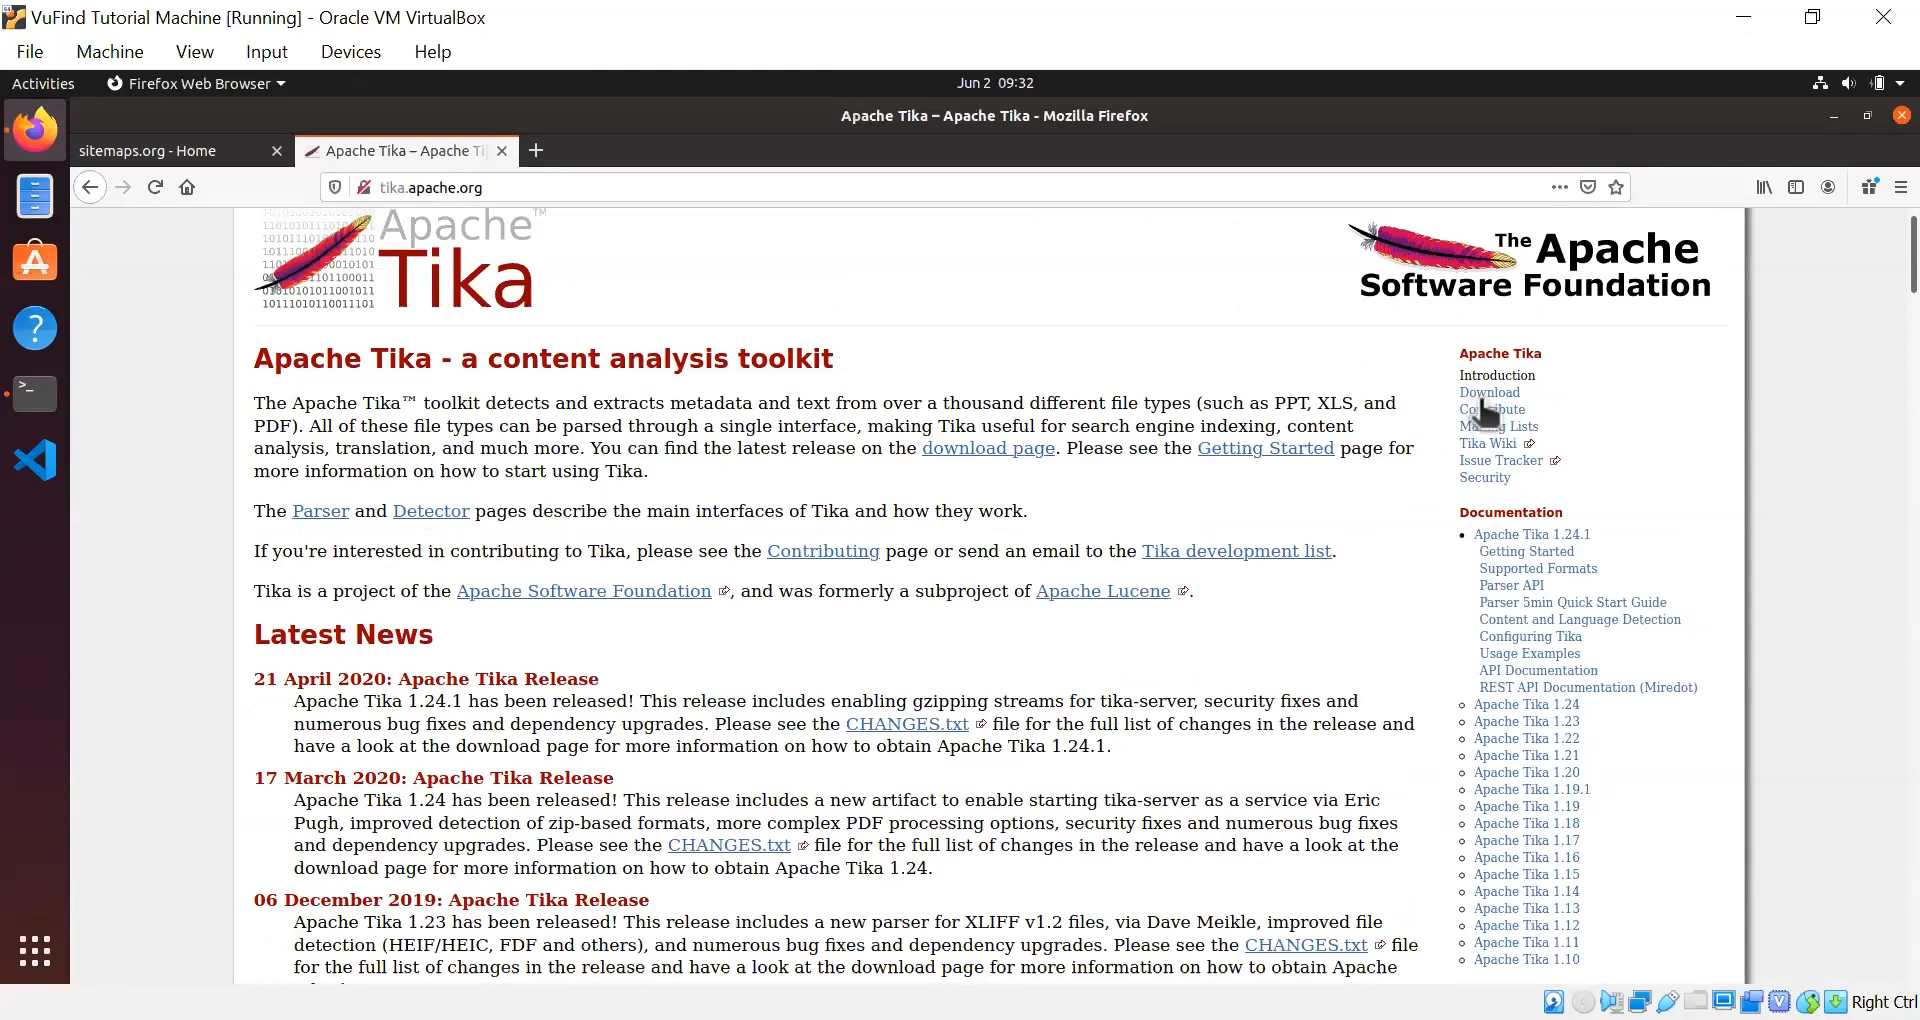 VuFind Tutorial Machine [Running] - Oracle VM VirtualBox
File Machine View Input Devices Help
Activities Firefox Web Browser Jun 2 09:32
Apache Tika – Apache Tika - Mozilla Firefox
sitemaps.org - Home Apache Tika – Apache Ti
tika.apache.org
Apache™
Tika
The Apache
Software Foundation
Apache Tika - a content analysis toolkit
The Apache Tika™ toolkit detects and extracts metadata and text from over a thousand different file types (such as PPT, XLS, and
PDF). All of these file types can be parsed through a single interface, making Tika useful for search engine indexing, content
analysis, translation, and much more. You can find the latest release on the download page. Please see the Getting Started page for
more information on how to start using Tika.
The Parser and Detector pages describe the main interfaces of Tika and how they work.
If you're interested in contributing to Tika, please see the Contributing page or send an email to the Tika development list.
Tika is a project of the Apache Software Foundation, and was formerly a subproject of Apache Lucene.
Latest News
21 April 2020: Apache Tika Release
Apache Tika 1.24.1 has been released! This release includes enabling gzipping streams for tika-server, security fixes and
numerous bug fixes and dependency upgrades. Please see the CHANGES.txt file for the full list of changes in the release and
have a look at the download page for more information on how to obtain Apache Tika 1.24.1.
17 March 2020: Apache Tika Release
Apache Tika 1.24 has been released! This release includes a new artifact to enable starting tika-server as a service via Eric
Pugh, improved detection of zip-based formats, more complex PDF processing options, security fixes and numerous bug fixes
and dependency upgrades. Please see the CHANGES.txt file for the full list of changes in the release and have a look at the
download page for more information on how to obtain Apache Tika 1.24.
06 December 2019: Apache Tika Release
Apache Tika 1.23 has been released! This release includes a new parser for XLIFF v1.2 files, via Dave Meikle, improved file
detection (HEIF/HEIC, FDF and others), and numerous bug fixes and dependency upgrades. Please see the CHANGES.txt file
for the full list of changes in the release and have a look at the download page for more information on how to obtain Apache
Apache Tika
Introduction
Download
Contribute
Mailing Lists
Tika Wiki
Issue Tracker
Security
Documentation
Apache Tika 1.24.1
Getting Started
Supported Formats
Parser API
Parser 5min Quick Start Guide
Content and Language Detection
Configuring Tika
Usage Examples
API Documentation
REST API Documentation (Miredot)
Apache Tika 1.24
Apache Tika 1.23
Apache Tika 1.22
Apache Tika 1.21
Apache Tika 1.20
Apache Tika 1.19.1
Apache Tika 1.19
Apache Tika 1.18
Apache Tika 1.17
Apache Tika 1.16
Apache Tika 1.15
Apache Tika 1.14
Apache Tika 1.13
Apache Tika 1.12
Apache Tika 1.11
Apache Tika 1.10
Right Ctrl